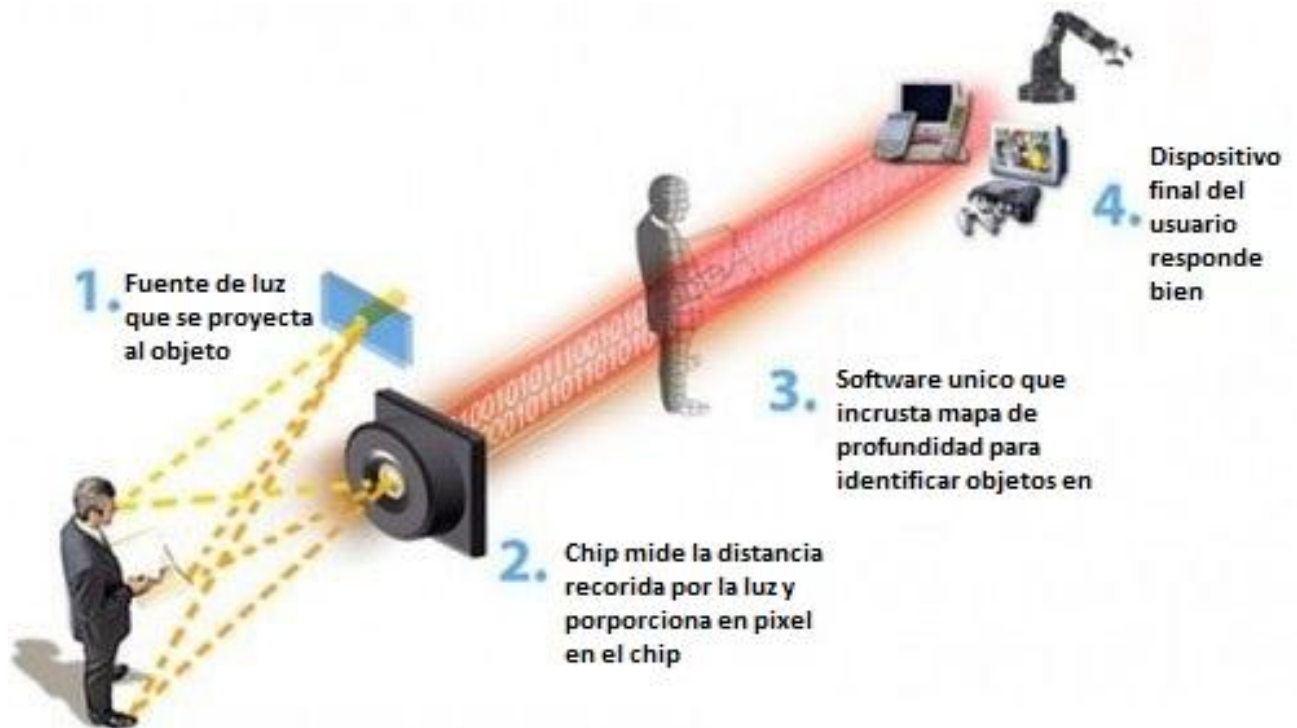 1. Fuente de luz
que se proyecta
al objeto
2. Chip mide la distancia
recorida por la luz y
porporciona en pixel
en el chip
3. Software unico que
incrusta mapa de
profundidad para
identificar objetos en
4. Dispositivo
final del
usuario
responde
bien